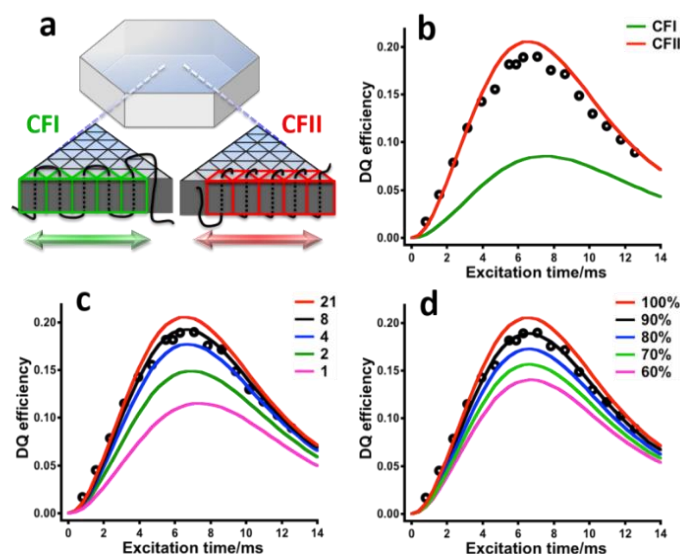 a
CFI
CFII
b
CFI
CFII
DQ efficiency
0.20
0.15
0.10
0.05
0.00
0 2 4 6 8 10 12 14
Excitation time/ms
c
21
8
4
2
1
DQ efficiency
0.20
0.15
0.10
0.05
0.00
0 2 4 6 8 10 12 14
Excitation time/ms
d
100%
90%
80%
70%
60%
DQ efficiency
0.20
0.15
0.10
0.05
0.00
0 2 4 6 8 10 12 14
Excitation time/ms